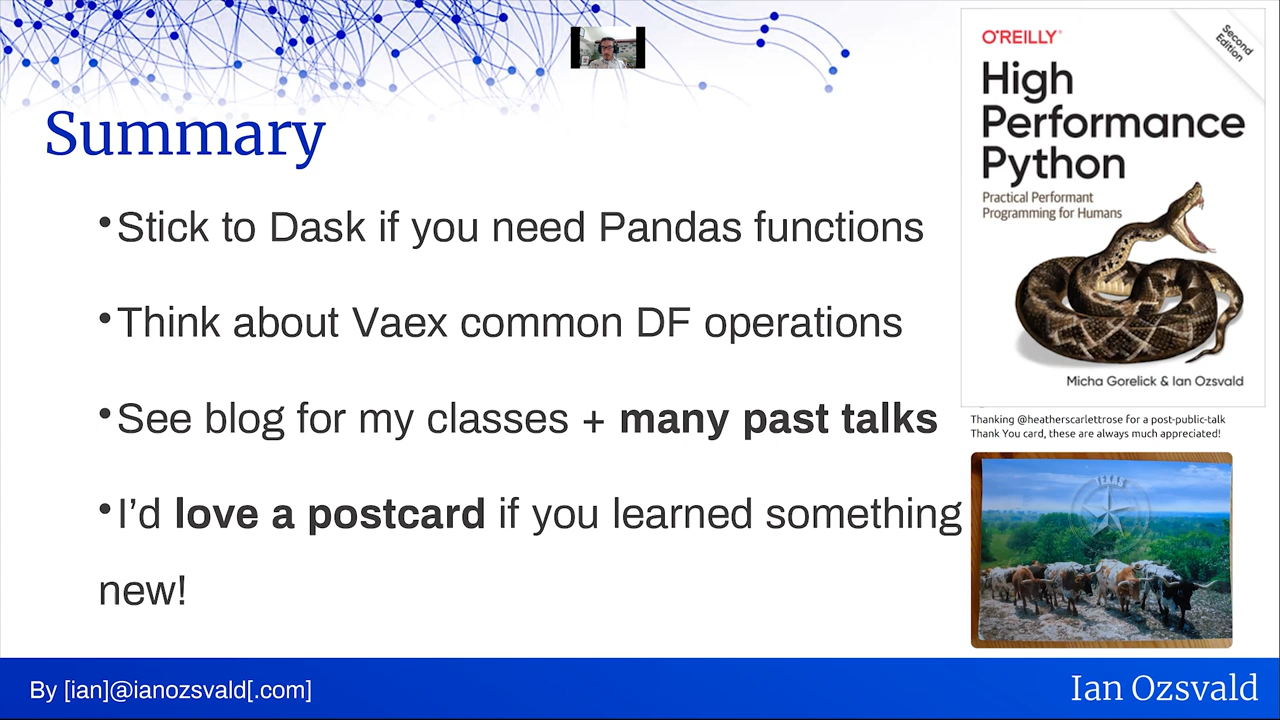 Summary
•Stick to Dask if you need Pandas functions
•Think about Vaex common DF operations
•See blog for my classes + many past talks
•I’d love a postcard if you learned something
new!
O'REILLY®
Second
Edition
High
Performance
Python
Practical Performant
Programming for Humans
Micha Gorelick & Ian Ozsvald
Thanking @heatherscarlettrose for a post-public-talk
Thank You card, these are always much appreciated!
TEXAS
By [ian]@ianozsvald[.com]
Ian Ozsvald